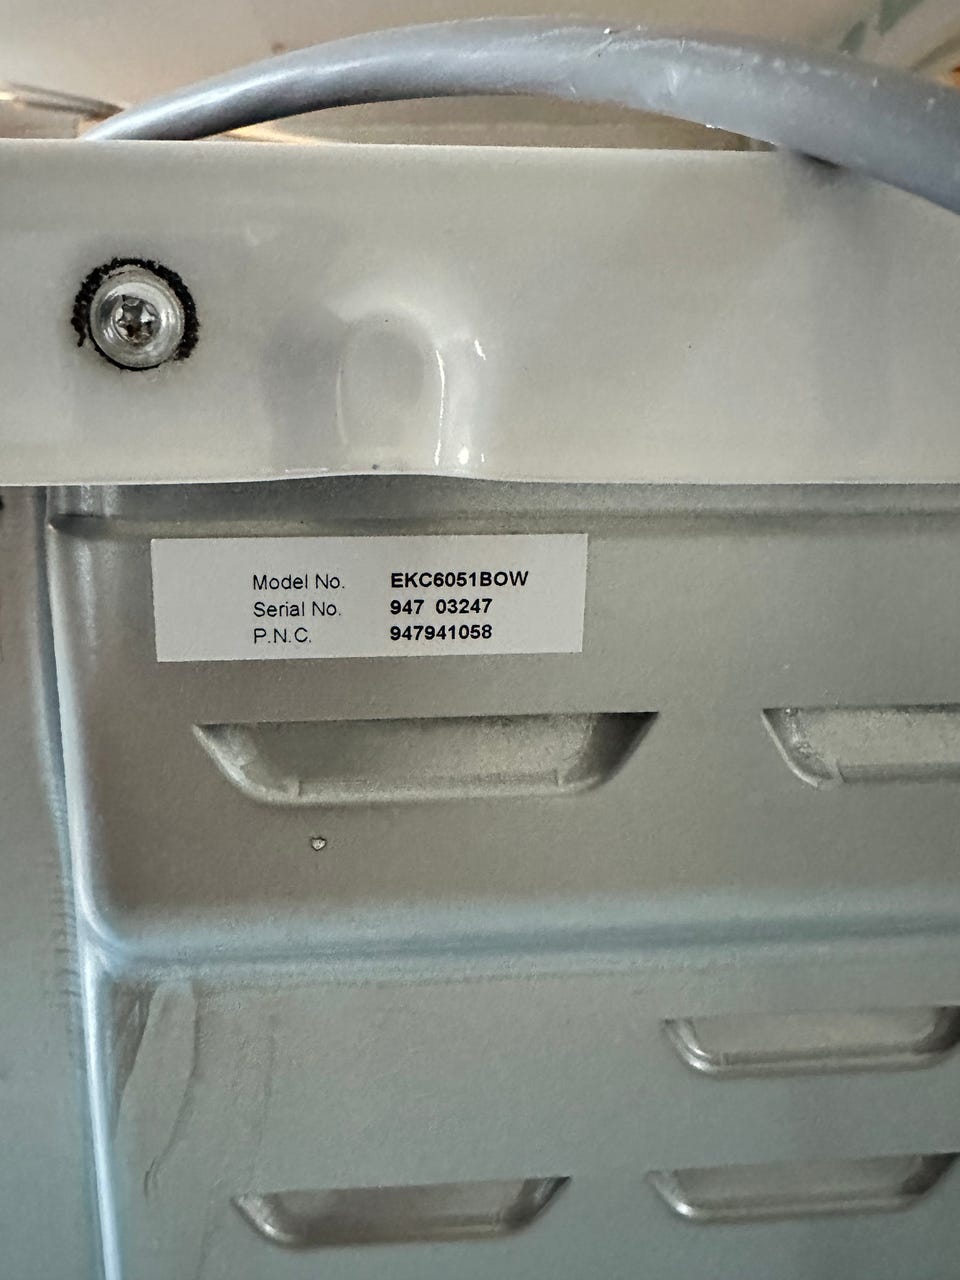 Model No. EKC6051BOW
Serial No. 947 03247
P.N.C. 947941058